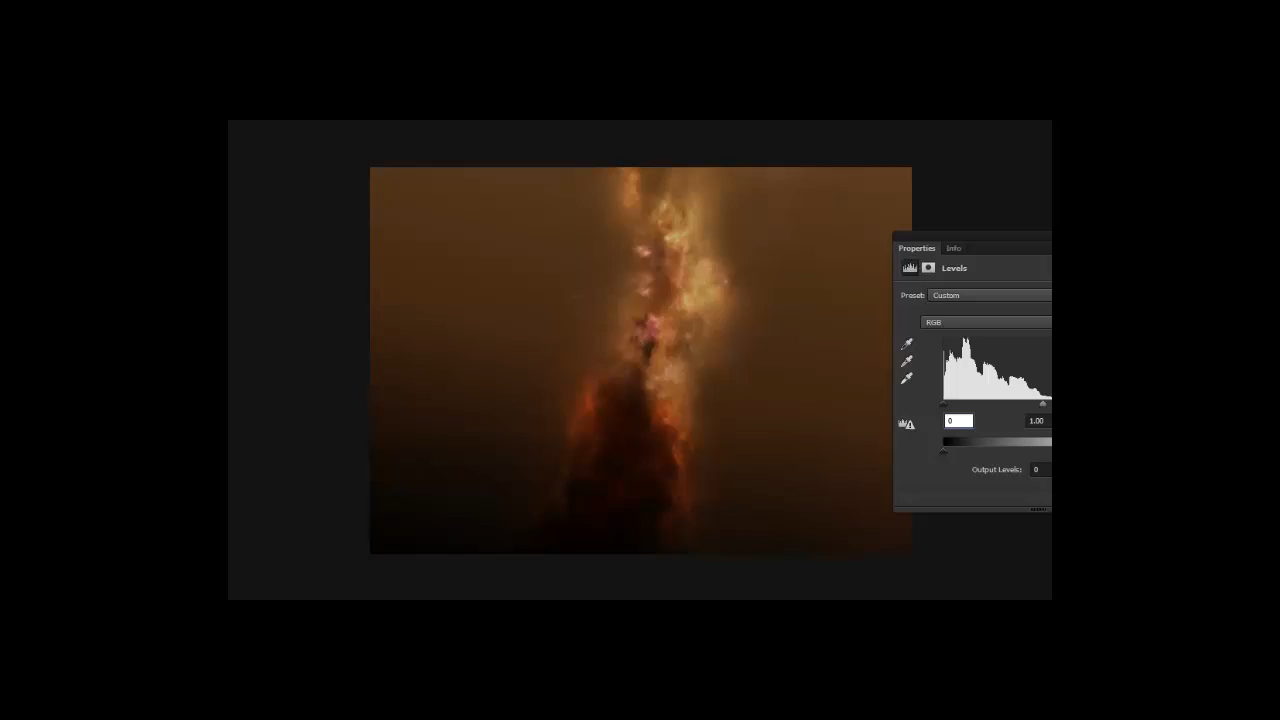 Properties Info
Levels
Preset: Custom
RGB
0 1.00
Output Levels: 0